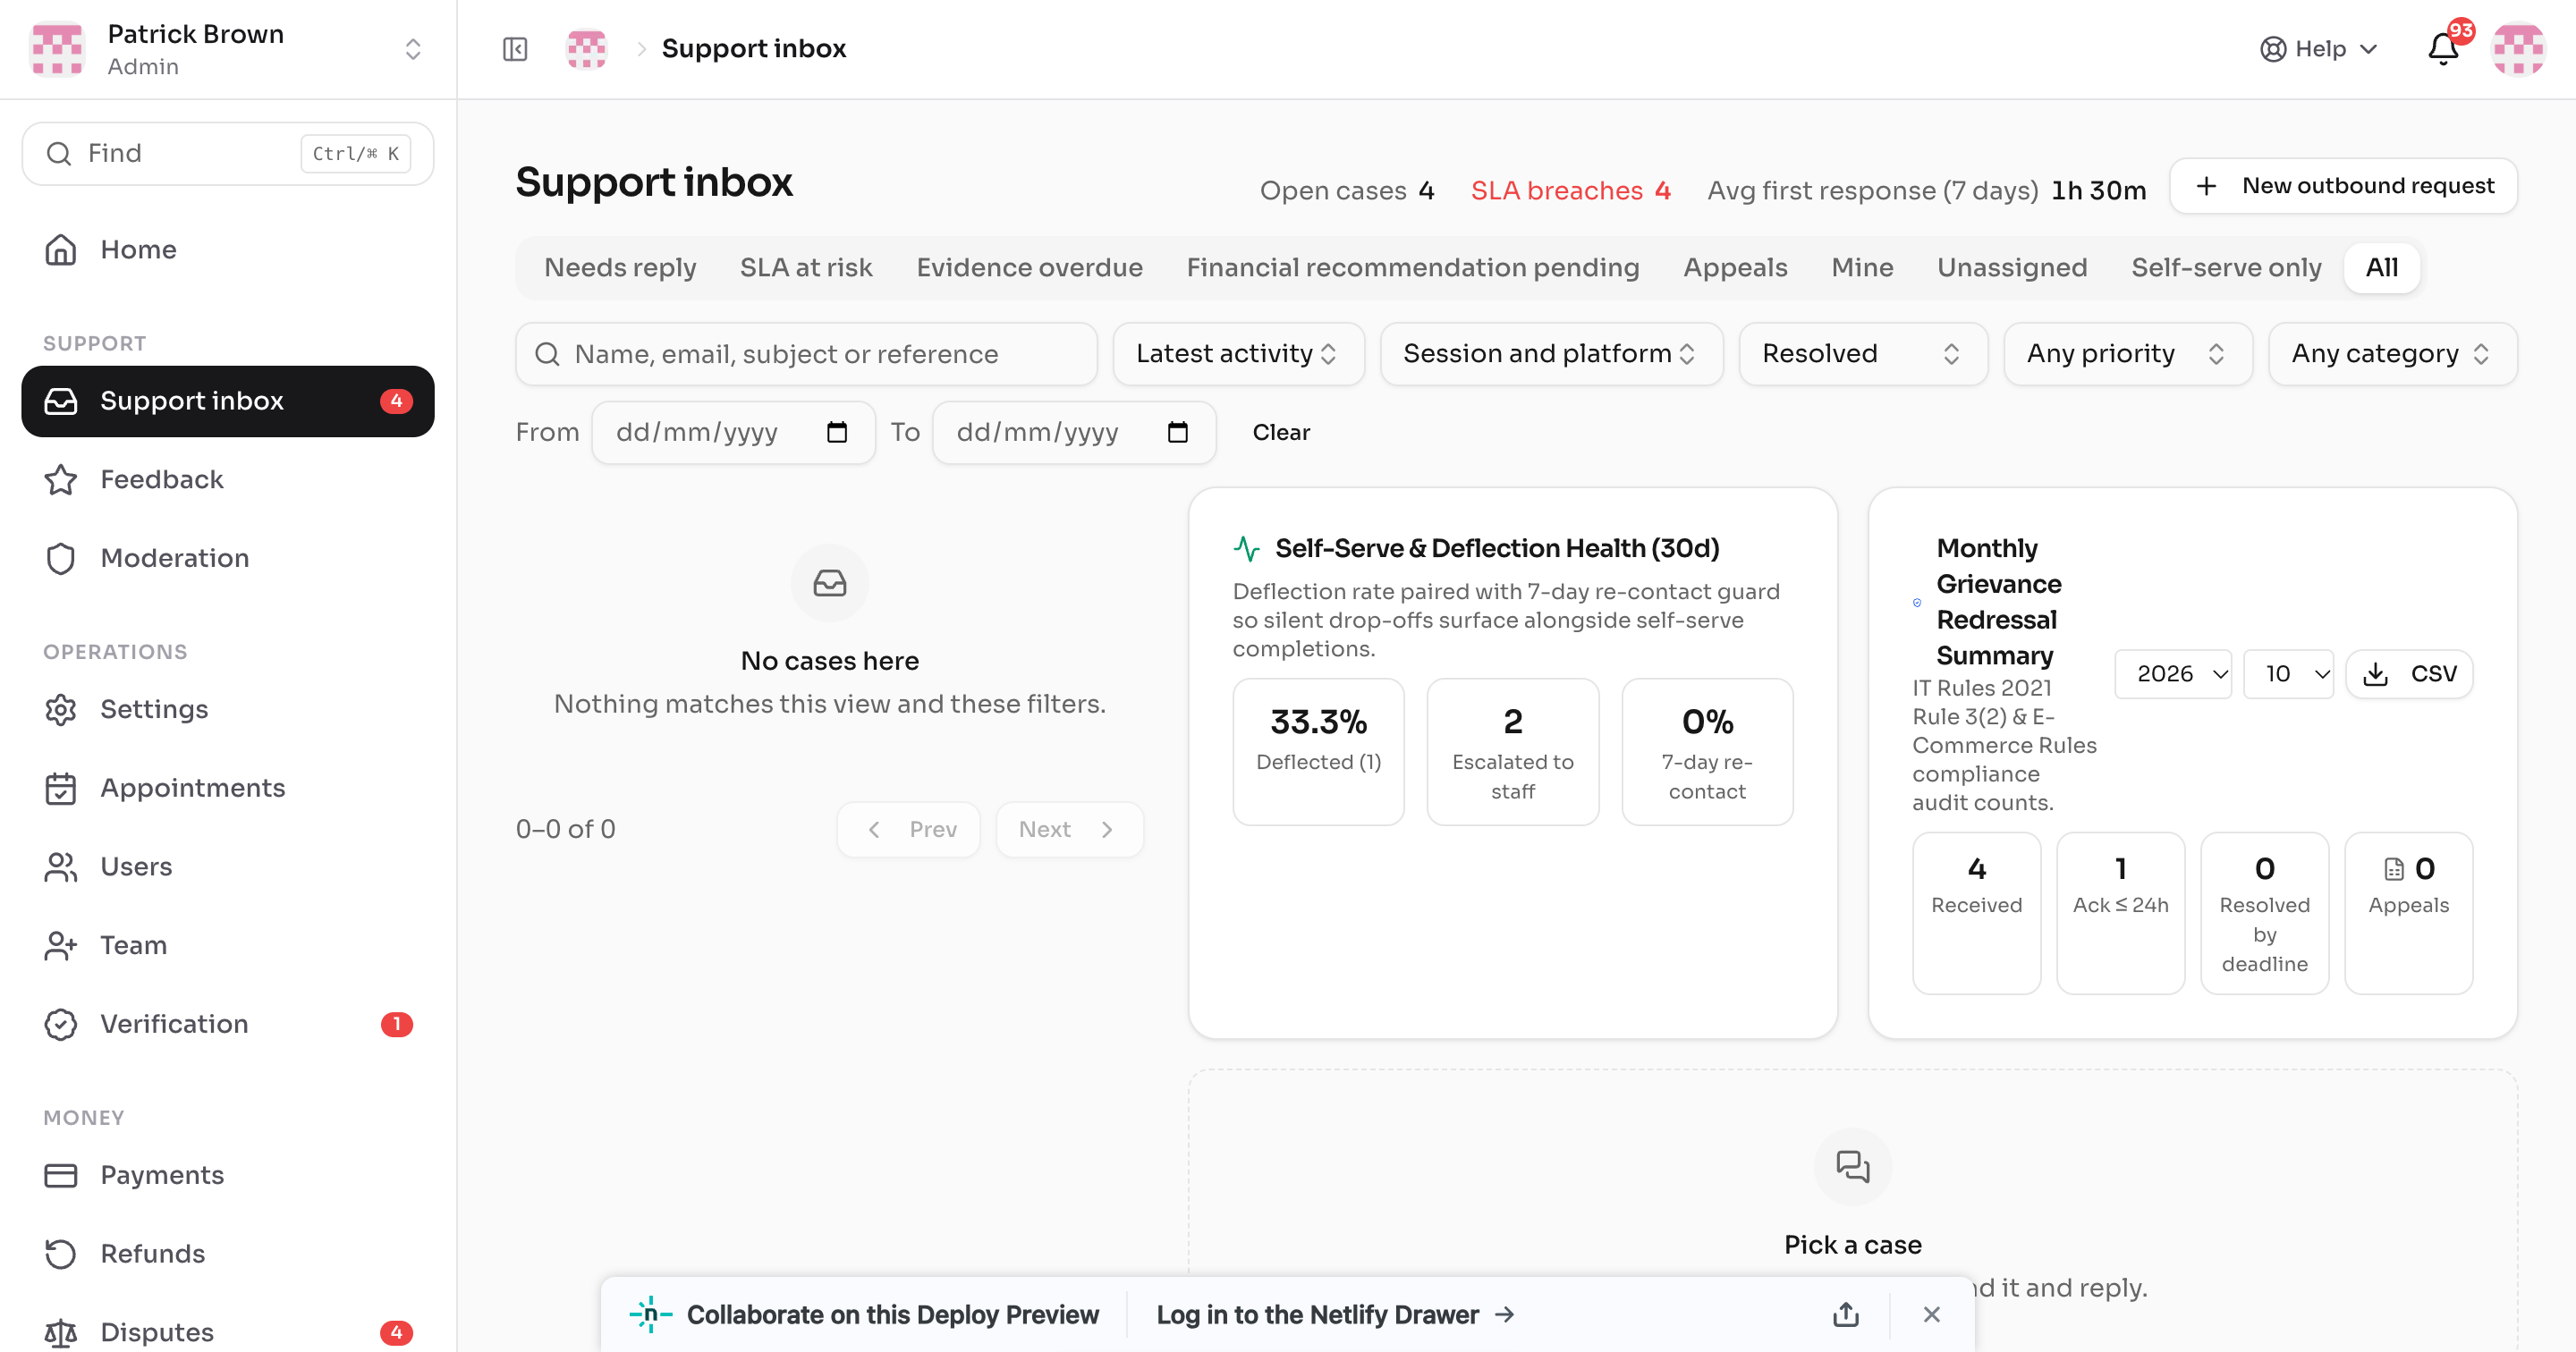 Patrick Brown
Admin
Find
Ctrl/⌘ K
Home
SUPPORT
Support inbox
4
Feedback
Moderation
OPERATIONS
Settings
Appointments
Users
Team
Verification
1
MONEY
Payments
Refunds
Disputes
4
Support inbox
Help
93
Support inbox
Open cases 4
SLA breaches 4
Avg first response (7 days) 1h 30m
New outbound request
Needs reply
SLA at risk
Evidence overdue
Financial recommendation pending
Appeals
Mine
Unassigned
Self-serve only
All
Name, email, subject or reference
Latest activity
Session and platform
Resolved
Any priority
Any category
From
dd/mm/yyyy
To
dd/mm/yyyy
Clear
No cases here
Nothing matches this view and these filters.
0–0 of 0
Prev
Next
Self-Serve & Deflection Health (30d)
Deflection rate paired with 7-day re-contact guard
so silent drop-offs surface alongside self-serve
completions.
33.3%
Deflected (1)
2
Escalated to
staff
0%
7-day re-
contact
Monthly
Grievance
Redressal
Summary
IT Rules 2021
Rule 3(2) & E-
Commerce Rules
compliance
audit counts.
2026
10
CSV
4
Received
1
Ack ≤ 24h
0
Resolved
by
deadline
0
Appeals
Pick a case
it and reply.
Collaborate on this Deploy Preview
Log in to the Netlify Drawer →